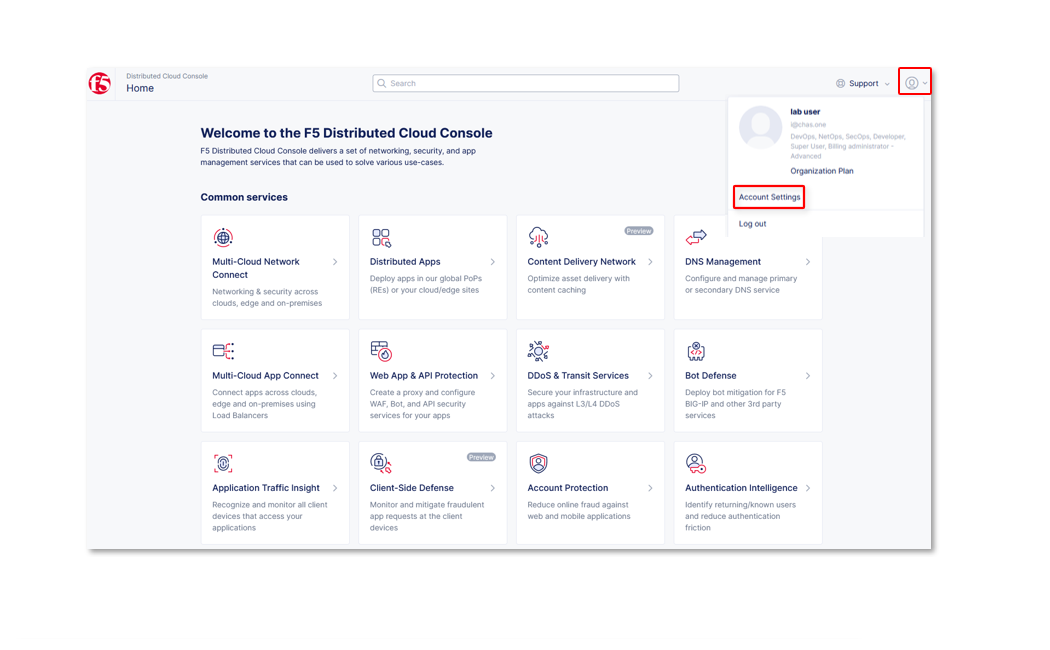 f5
Distributed Cloud Console
Home
Search
Support
lab user
i@chas.one
DevOps, NetOps, SecOps, Developer,
Super User, Billing administrator -
Advanced
Organization Plan
Account Settings
Log out
Welcome to the F5 Distributed Cloud Console
F5 Distributed Cloud Console delivers a set of networking, security, and app
management services that can be used to solve various use-cases.
Common services
Multi-Cloud Network
Connect
Networking & security across
clouds, edge and on-premises
Distributed Apps
Deploy apps in our global PoPs
(REs) or your cloud/edge sites
Preview
Content Delivery Network
Optimize asset delivery with
content caching
DNS Management
Configure and manage primary
or secondary DNS service
Multi-Cloud App Connect
Connect apps across clouds,
edge and on-premises using
Load Balancers
Web App & API Protection
Create a proxy and configure
WAF, Bot, and API security
services for your apps
DDoS & Transit Services
Secure your infrastructure and
apps against L3/L4 DDoS
attacks
Bot Defense
Deploy bot mitigation for F5
BIG-IP and other 3rd party
services
Application Traffic Insight
Recognize and monitor all client
devices that access your
applications
Preview
Client-Side Defense
Monitor and mitigate fraudulent
app requests at the client
devices
Account Protection
Reduce online fraud against
web and mobile applications
Authentication Intelligence
Identify returning/known users
and reduce authentication
friction